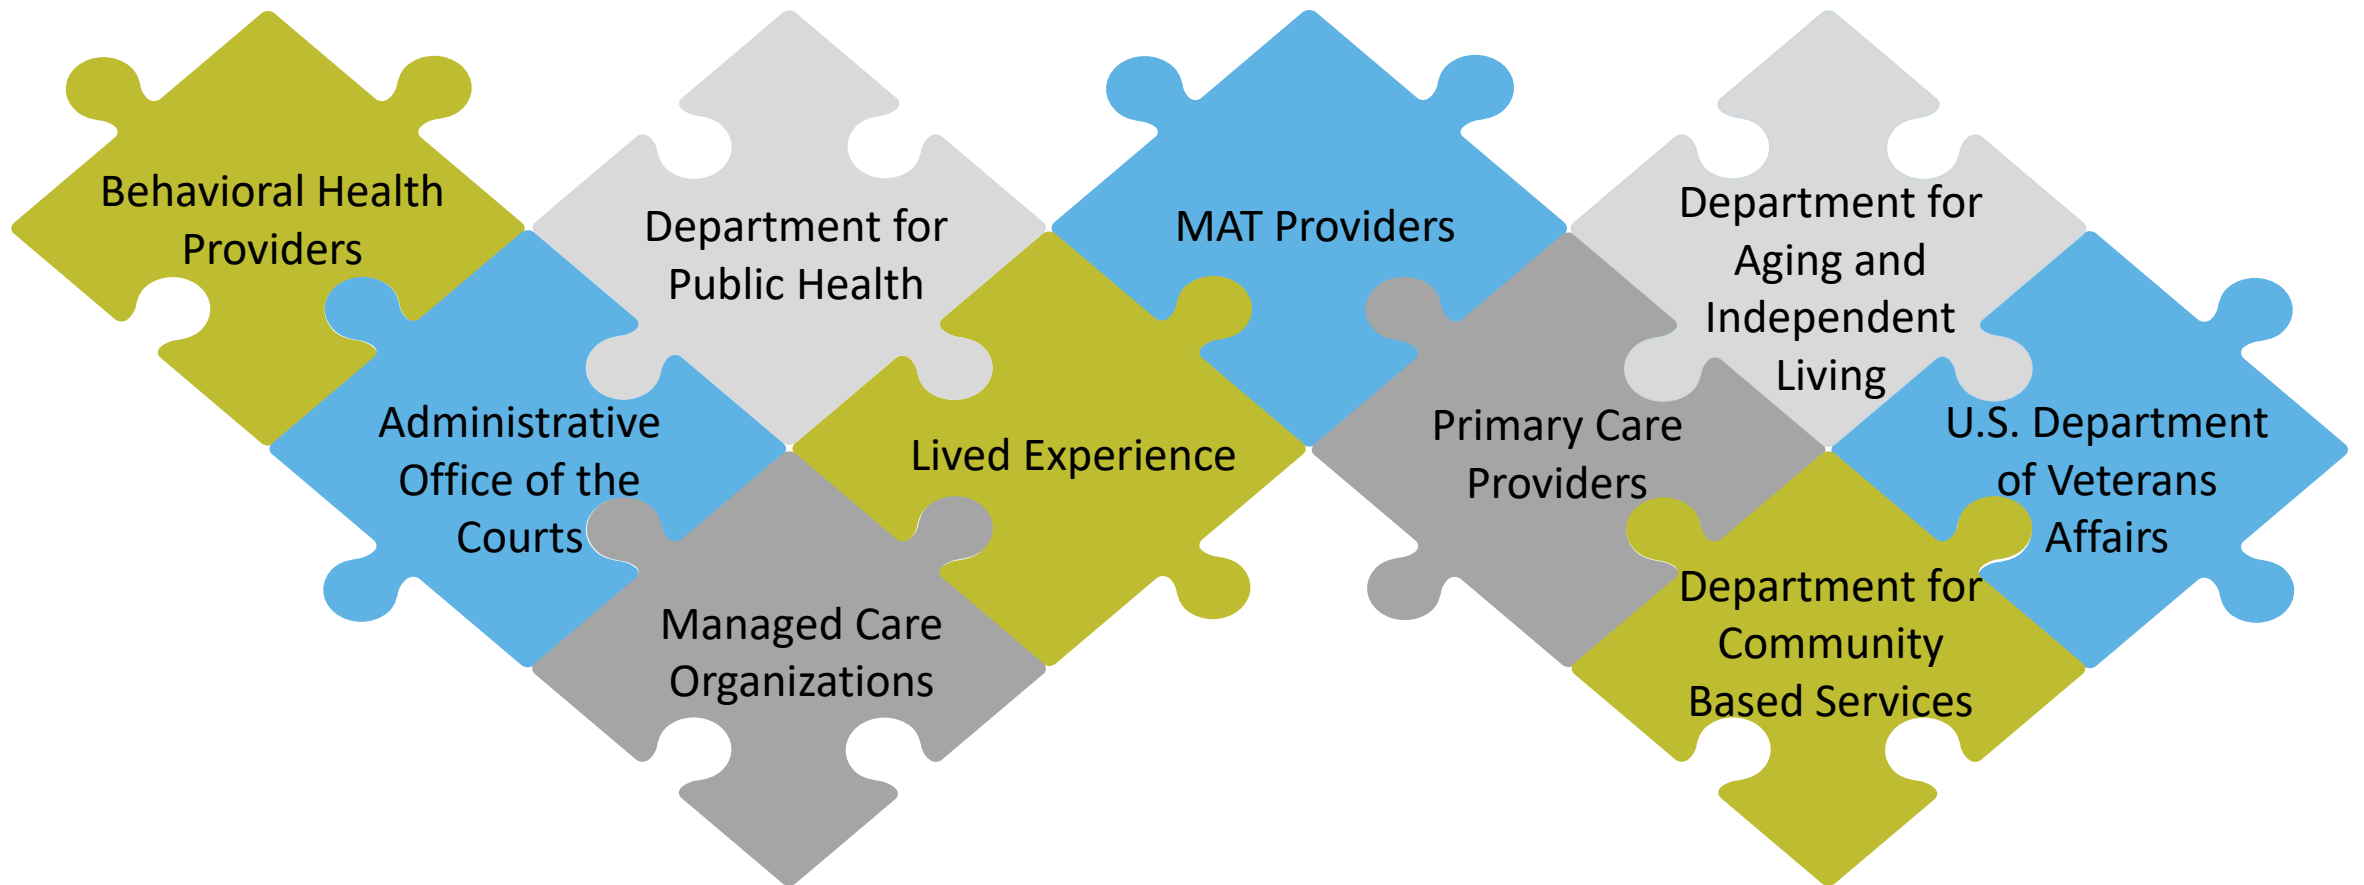 Behavioral Health
Providers
Department for
Public Health
MAT Providers
Department for
Aging and
Independent
Living
Administrative
Office of the
Courts
Lived Experience
Primary Care
Providers
U.S. Department
of Veterans
Affairs
Managed Care
Organizations
Department for
Community
Based Services